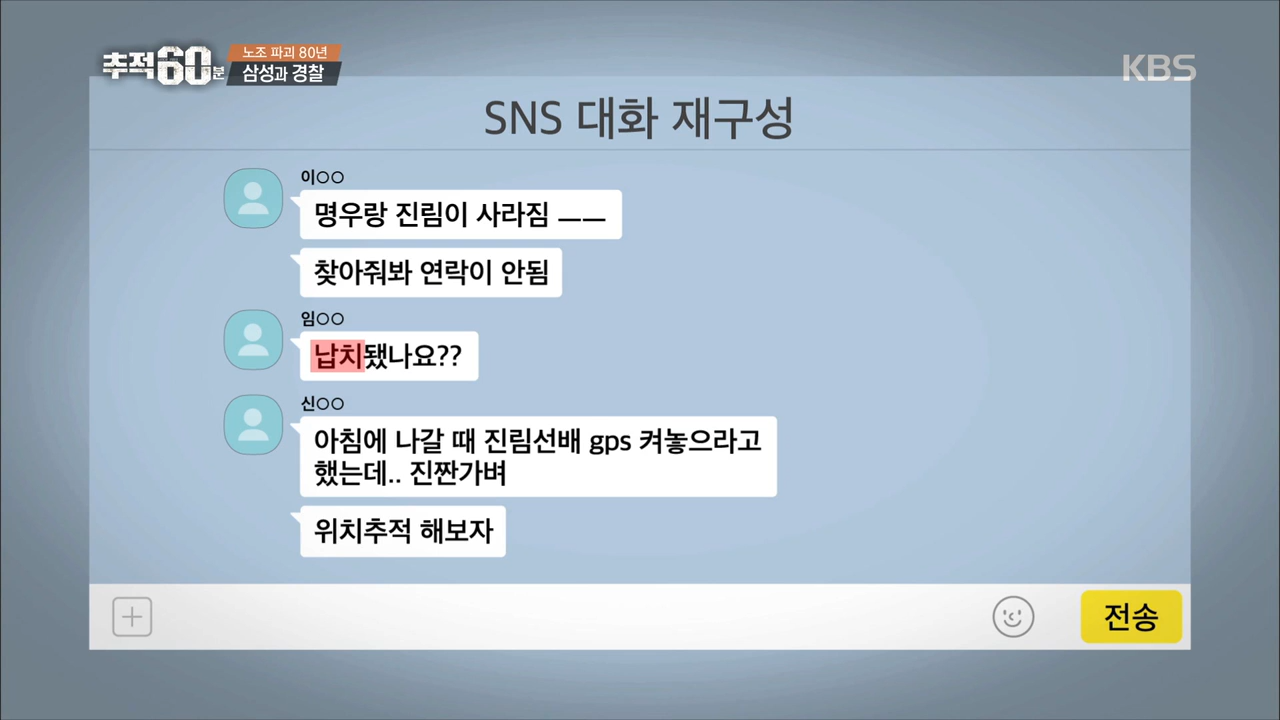 추적60분
노조 파괴 80년
삼성과 경찰
KBS
SNS 대화 재구성
이○○
명우랑 진림이 사라짐 ㅡㅡ
찾아줘봐 연락이 안됨
임○○
납치됐나요??
신○○
아침에 나갈 때 진림선배 gps 켜놓으라고
했는데.. 진짠가벼
위치추적 해보자
전송